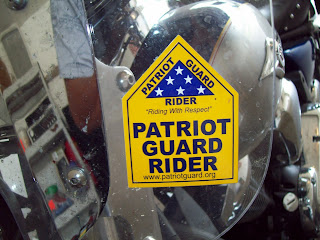 PATRIOT GUARD
RIDER
"Riding With Respect"
PATRIOT
GUARD
RIDER
www.patriotguard.org